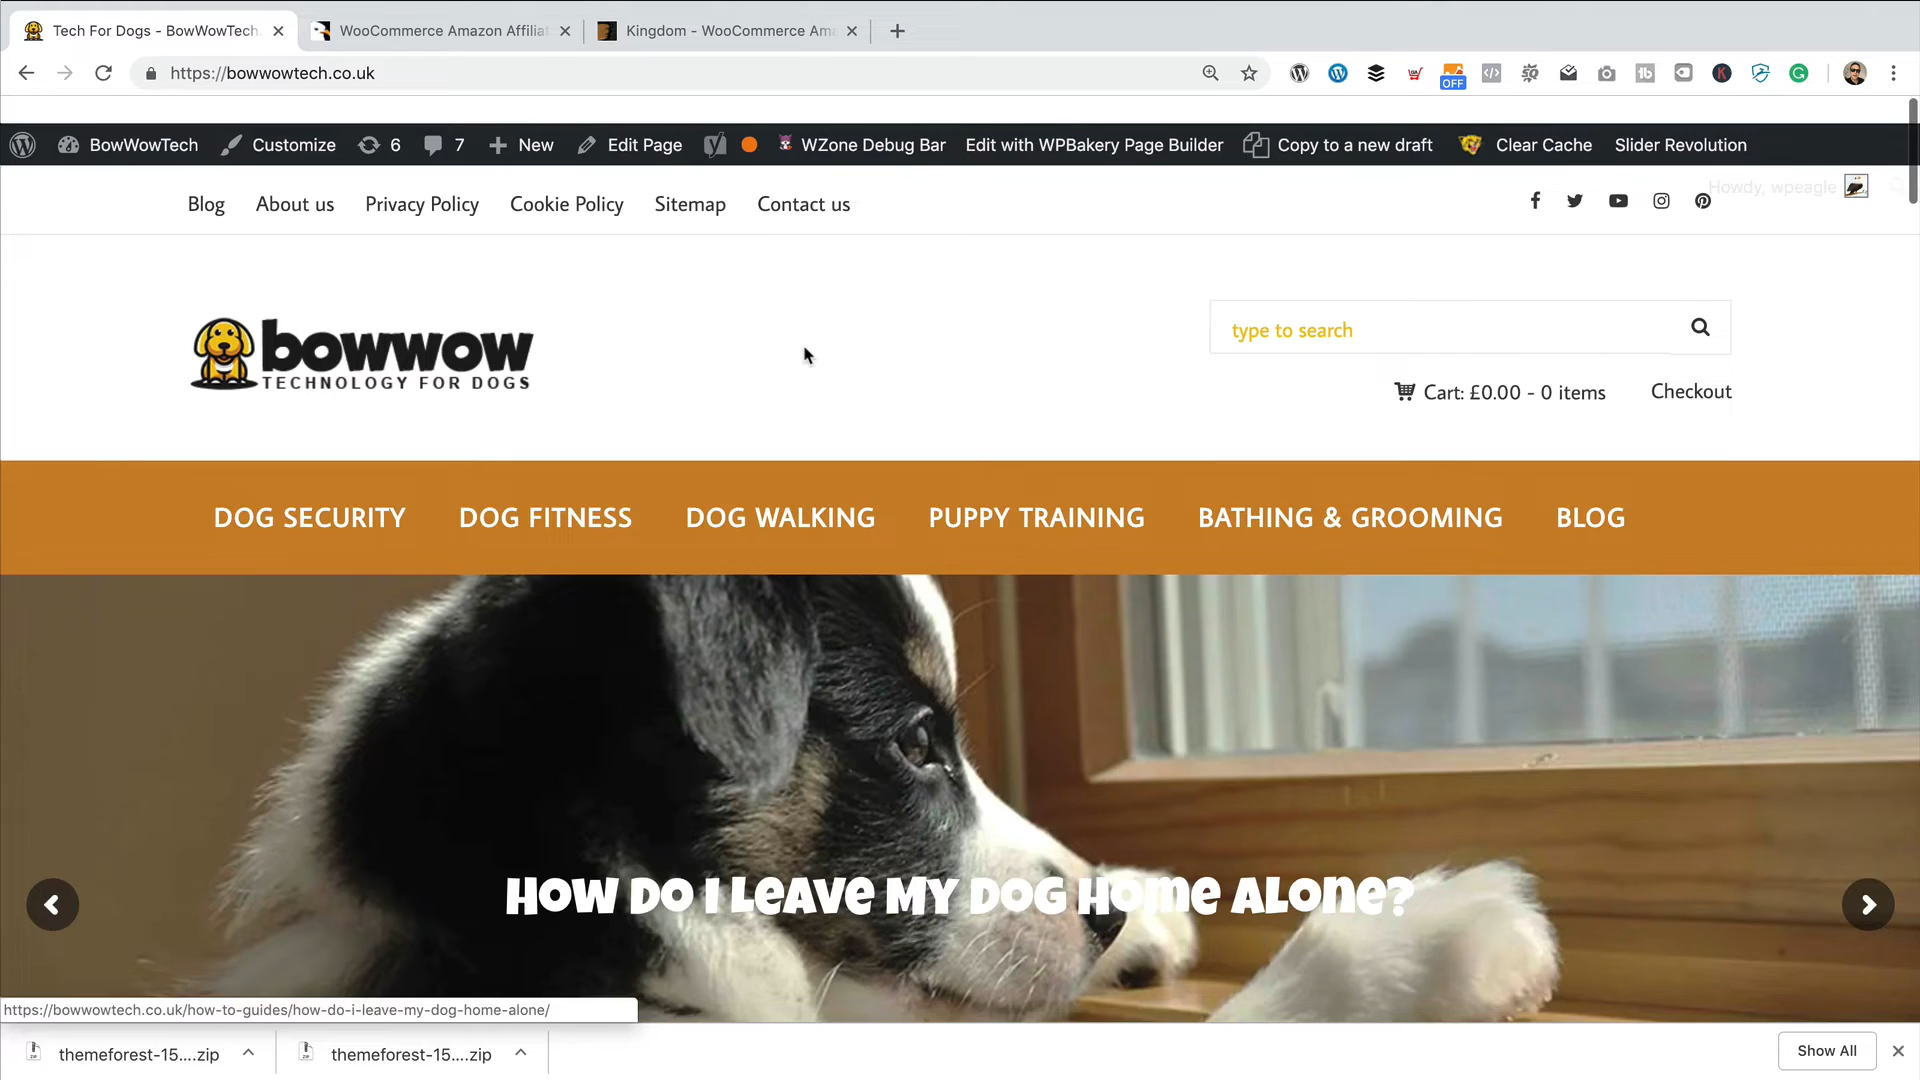 Tech For Dogs - BowWowTech.
WooCommerce Amazon Affilia
Kingdom - WooCommerce Am
https://bowwowtech.co.uk
OFF
BowWowTech
Customize
6
7
New
Edit Page
WZone Debug Bar
Edit with WPBakery Page Builder
Copy to a new draft
Clear Cache
Slider Revolution
Howdy, wpeagle
Blog
About us
Privacy Policy
Cookie Policy
Sitemap
Contact us
bowwow
TECHNOLOGY FOR DOGS
type to search
Cart: £0.00 - 0 items
Checkout
DOG SECURITY
DOG FITNESS
DOG WALKING
PUPPY TRAINING
BATHING & GROOMING
BLOG
HOW DO I LEAVE MY DOG HOME ALONE?
https://bowwowtech.co.uk/how-to-guides/how-do-i-leave-my-dog-home-alone/
themeforest-15....zip
themeforest-15....zip
Show All